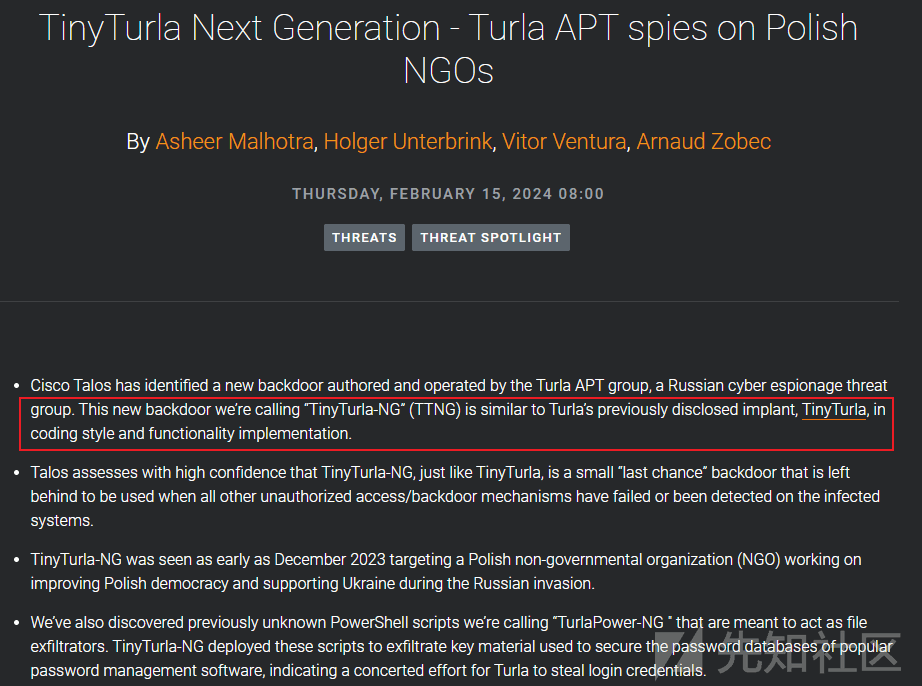 TinyTurla Next Generation - Turla APT spies on Polish
NGOs
By Asheer Malhotra, Holger Unterbrink, Vitor Ventura, Arnaud Zobec
THURSDAY, FEBRUARY 15, 2024 08:00
THREATS THREAT SPOTLIGHT
• Cisco Talos has identified a new backdoor authored and operated by the Turla APT group, a Russian cyber espionage threat
group. This new backdoor we're calling “TinyTurla-NG” (TTNG) is similar to Turla's previously disclosed implant, TinyTurla, in
coding style and functionality implementation.
• Talos assesses with high confidence that TinyTurla-NG, just like TinyTurla, is a small “last chance” backdoor that is left
behind to be used when all other unauthorized access/backdoor mechanisms have failed or been detected on the infected
systems.
• TinyTurla-NG was seen as early as December 2023 targeting a Polish non-governmental organization (NGO) working on
improving Polish democracy and supporting Ukraine during the Russian invasion.
• We've also discovered previously unknown PowerShell scripts we're calling “TurlaPower-NG " that are meant to act as file
exfiltrators. TinyTurla-NG deployed these scripts to exfiltrate key material used to secure the password databases of popular
password management software, indicating a concerted effort for Turla to steal login credentials.
先知社区